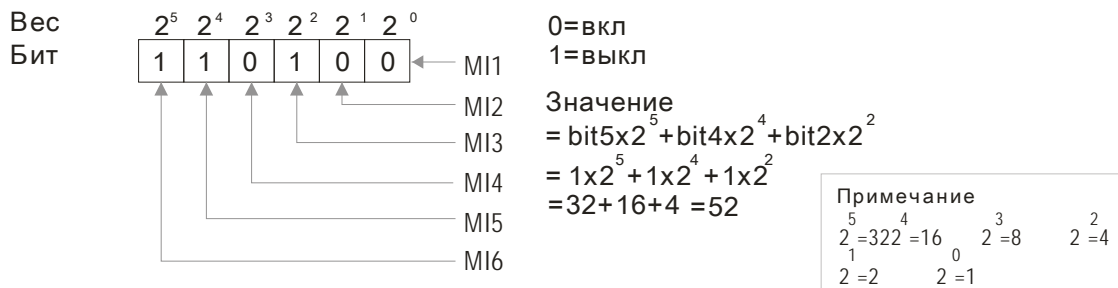 Вес 2⁵ 2⁴ 2³ 2² 2¹ 2⁰
Бит 1 1 0 1 0 0
MI1
MI2
MI3
MI4
MI5
MI6
0=вкл
1=выкл
Значение
= bit5x2⁵+bit4x2⁴+bit2x2²
= 1x2⁵+1x2⁴+1x2²
=32+16+4 =52
Примечание
2⁵=322⁴=16 2³=8 2²=4
2¹=2 2⁰=1